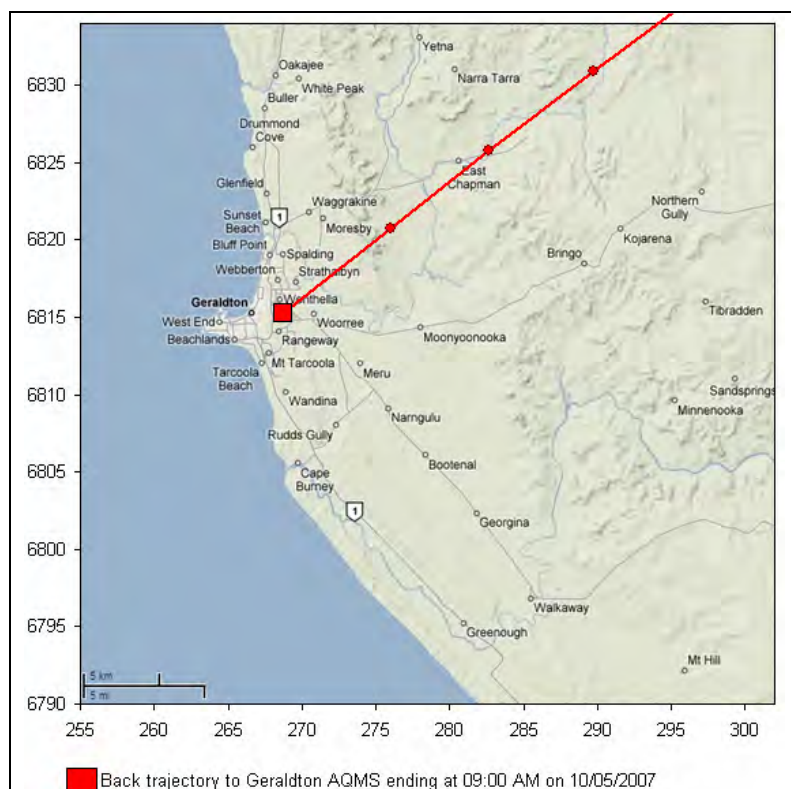 Yetna
6830
Oakajee
White Peak
Narra Tarra
Buller
Drummond
Cove
6825
East
Chapman
Glenfield
Waggrakine
Northern
Gully
Sunset
Beach
1
Moresby
6820
Bluff Point
Spalding
Kojarena
Bringo
Webberton
Strathalbyn
Geraldton
Wonthella
6815
West End
Woorree
Tibradden
Beachlands
Rangeway
Moonyoonooka
Tarcoola
Beach
Mt Tarcoola
Meru
Sandsprings
6810
Wandina
Narngulu
Minnenooka
Rudds Gully
6805
Cape
Burney
Bootenal
1
Georgina
6800
Walkaway
6795
Greenough
Mt Hill
5 km
5 mi
6790
255 260 265 270 275 280 285 290 295 300
Back trajectory to Geraldton AQMS ending at 09:00 AM on 10/05/2007